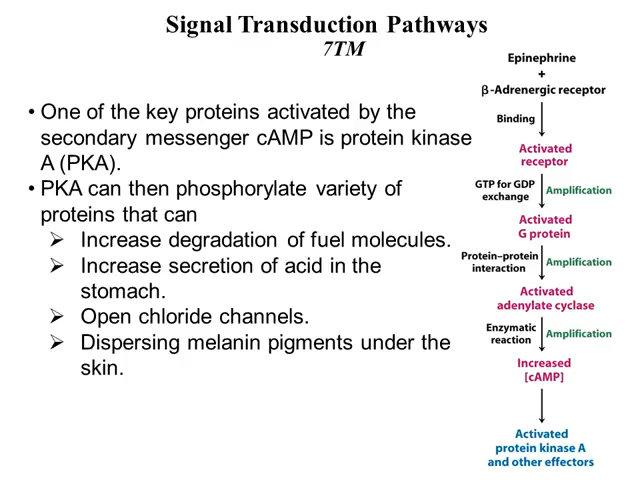 Signal Transduction Pathways
7TM
• One of the key proteins activated by the
secondary messenger cAMP is protein kinase
A (PKA).
• PKA can then phosphorylate variety of
proteins that can
➢ Increase degradation of fuel molecules.
➢ Increase secretion of acid in the
stomach.
➢ Open chloride channels.
➢ Dispersing melanin pigments under the
skin.
Epinephrine
+
β-Adrenergic receptor
Binding
Activated
receptor
GTP for GDP
exchange
Amplification
Activated
G protein
Protein–protein
interaction
Amplification
Activated
adenylate cyclase
Enzymatic
reaction
Amplification
Increased
[cAMP]
Activated
protein kinase A
and other effectors